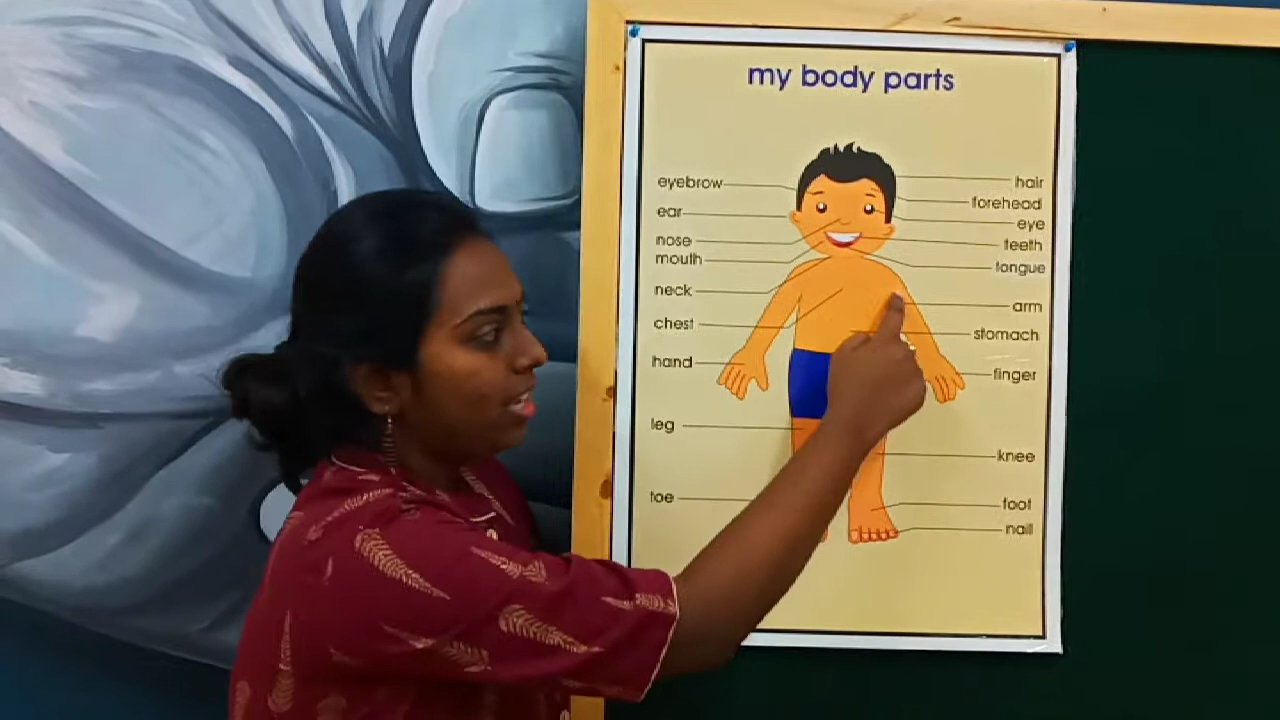 my body parts
eyebrow
ear
nose
mouth
neck
chest
hand
leg
toe
hair
forehead
eye
teeth
tongue
arm
stomach
finger
knee
foot
nail